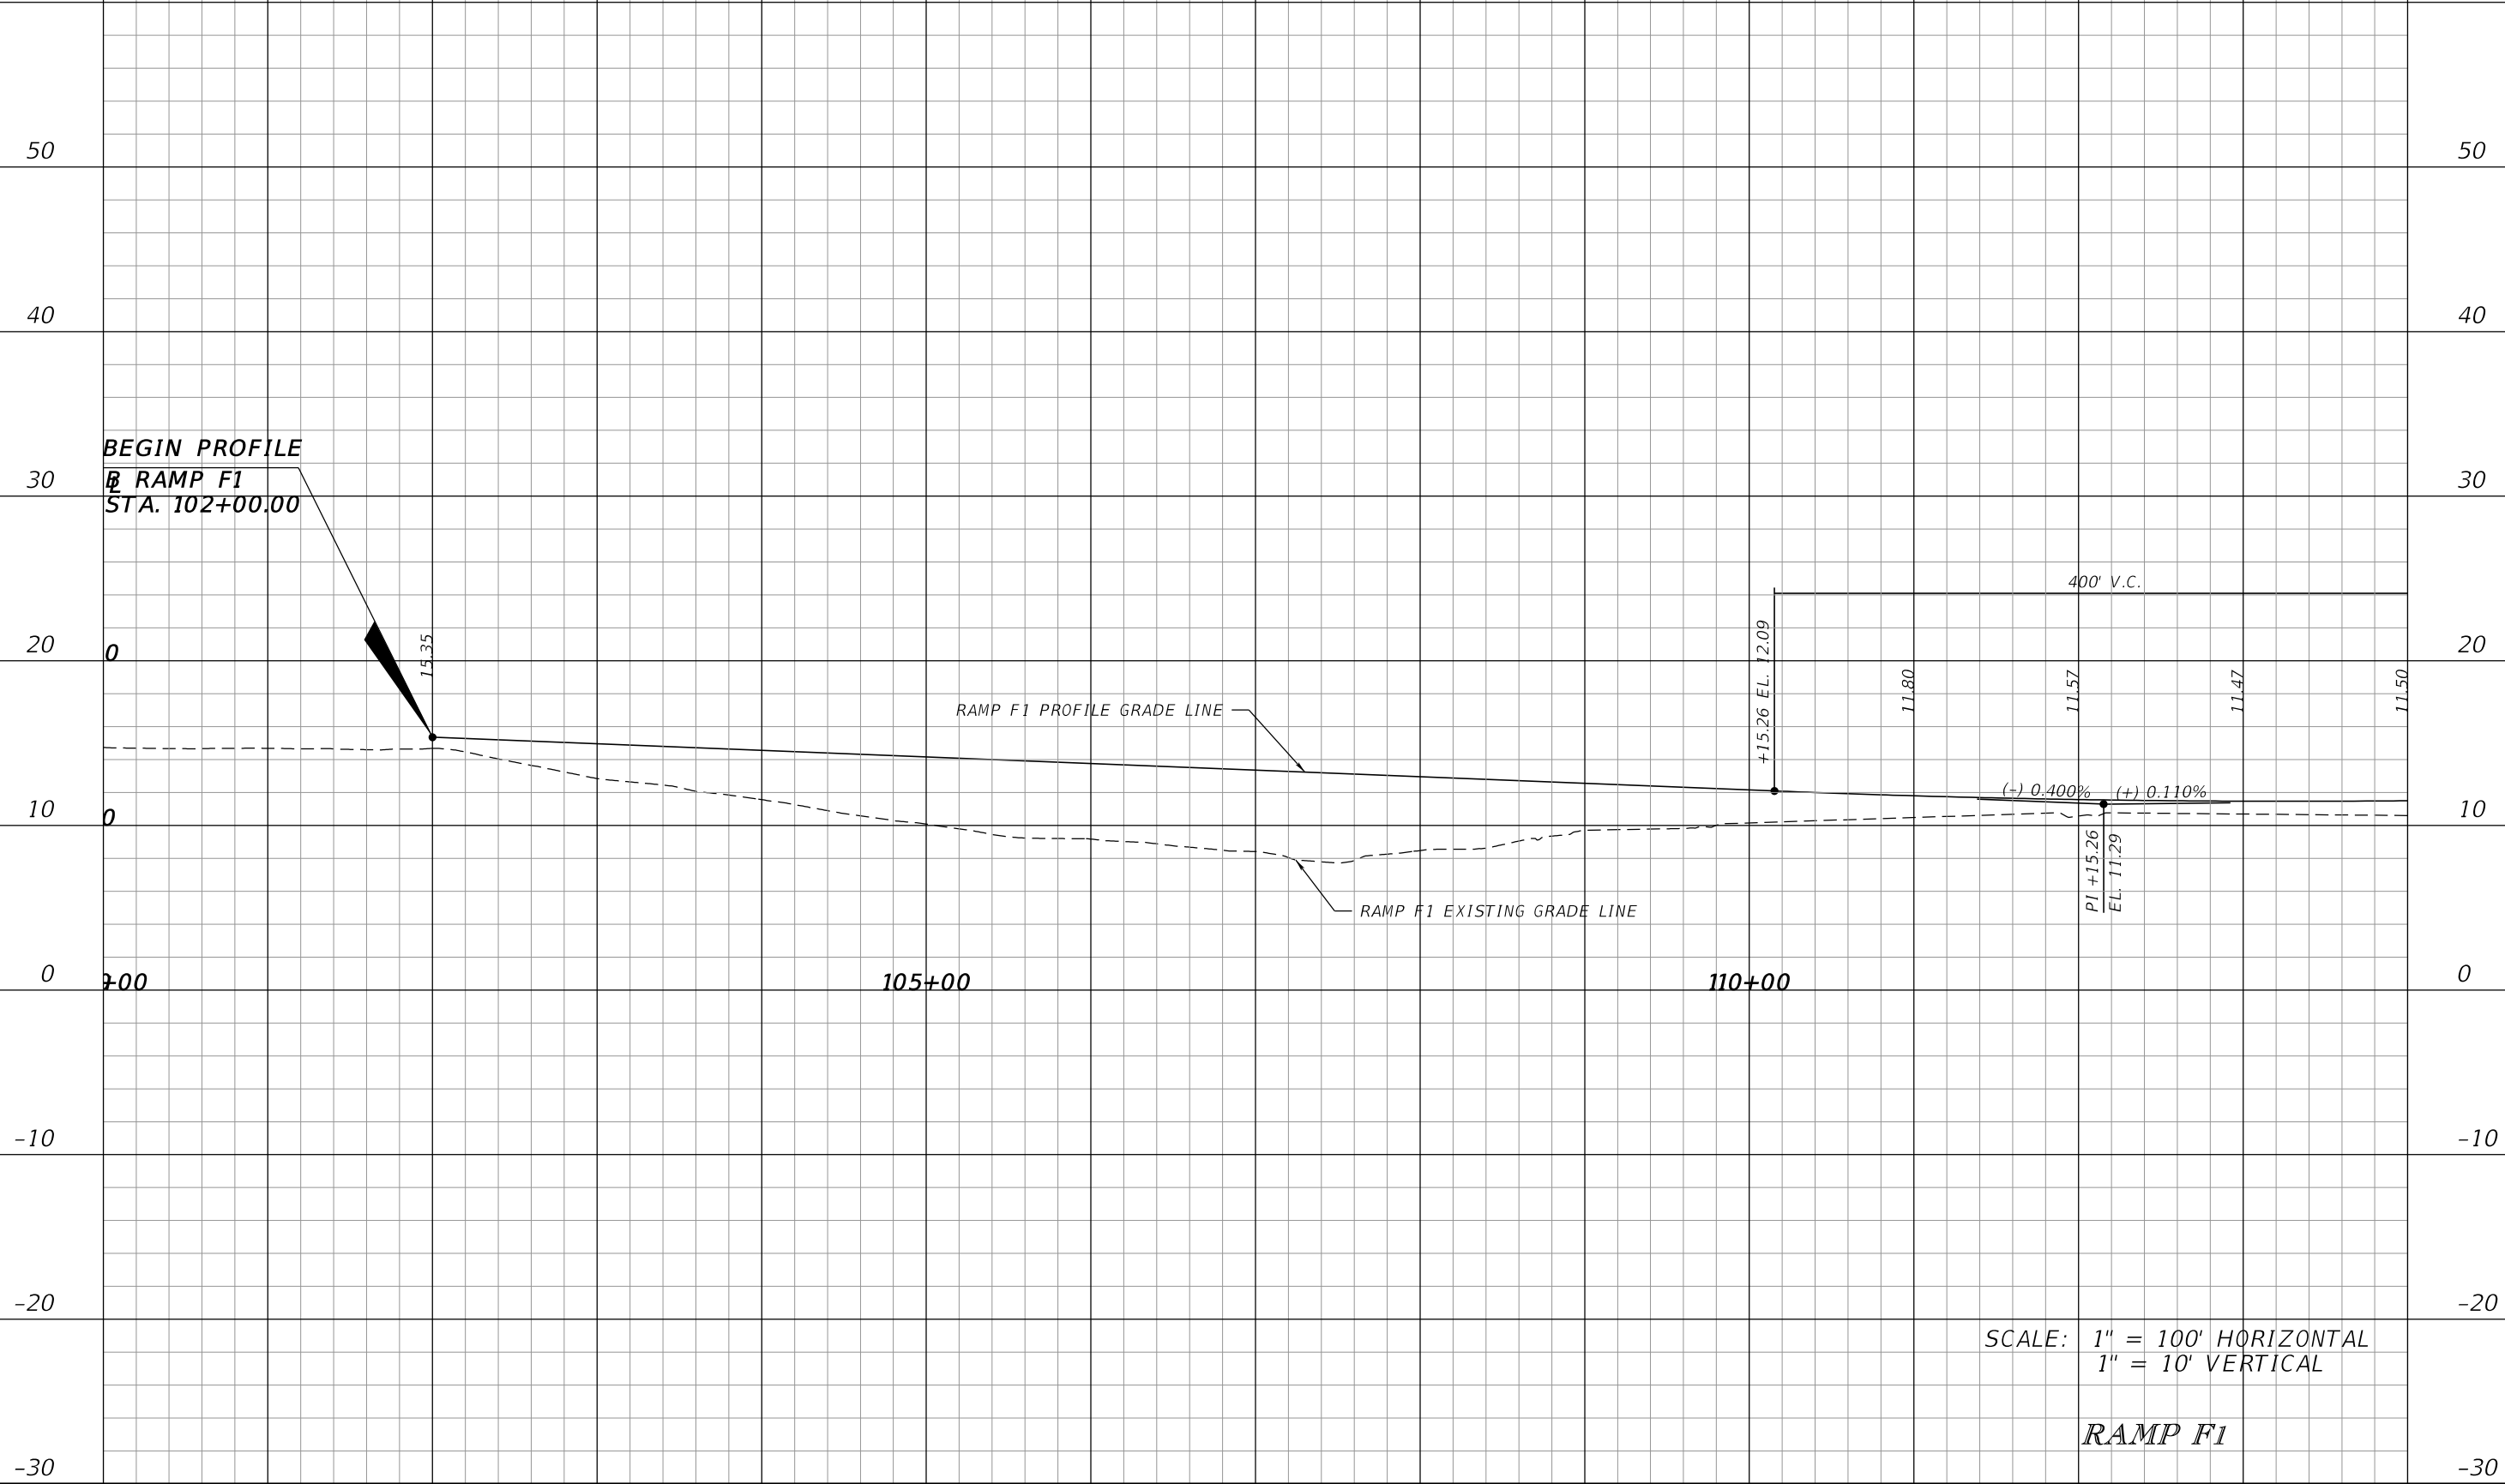 50
50
40
40
BEGIN PROFILE
30
BL RAMP F1
30
STA. 102+00.00
400' V.C.
20
0
15.35
+15.26 EL. 12.09
20
11.80
11.57
11.47
11.50
RAMP F1 PROFILE GRADE LINE
(-) 0.400%
(+) 0.110%
10
0
10
PI +15.26
EL. 11.29
RAMP F1 EXISTING GRADE LINE
0
+00
105+00
110+00
0
-10
-10
-20
-20
SCALE: 1" = 100' HORIZONTAL
1" = 10' VERTICAL
RAMP F1
-30
-30